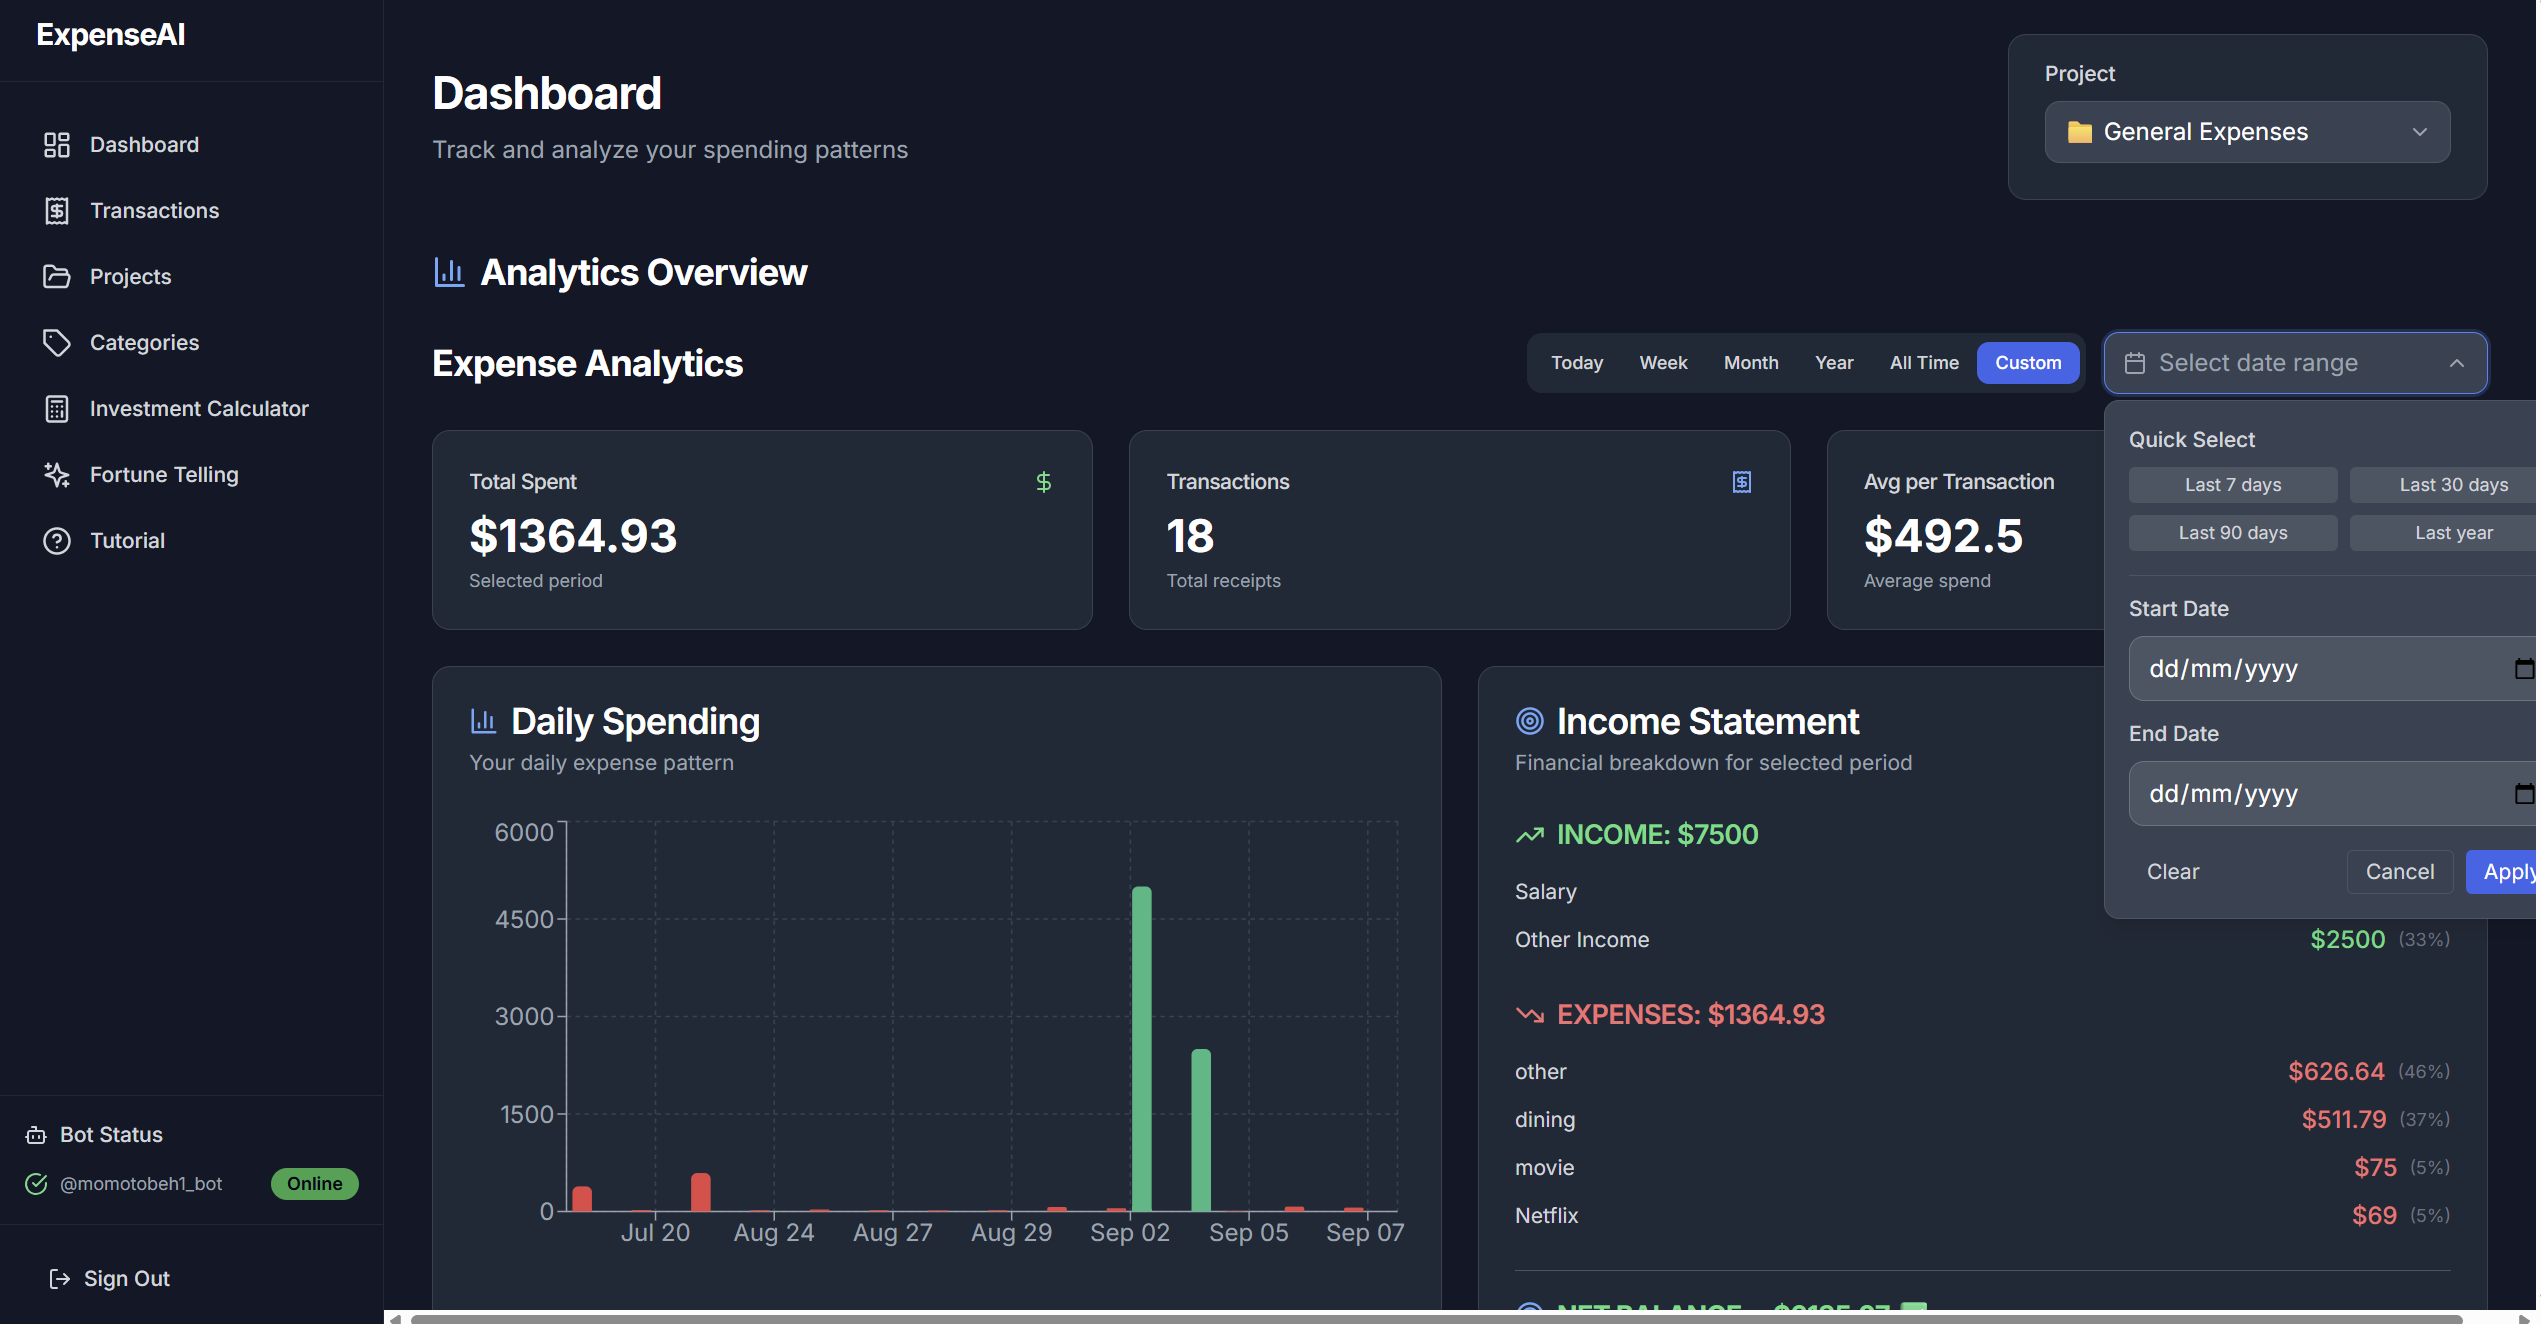 ExpenseAI
Dashboard
Transactions
Projects
Categories
Investment Calculator
Fortune Telling
Tutorial
Bot Status
@momotobeh1_bot
Online
Sign Out
Dashboard
Track and analyze your spending patterns
Project
General Expenses
Analytics Overview
Expense Analytics
Today Week Month Year All Time Custom
Select date range
Quick Select
Last 7 days Last 30 days
Last 90 days Last year
Start Date
dd/mm/yyyy
End Date
dd/mm/yyyy
Clear Cancel Apply
Total Spent
$
$1364.93
Selected period
Transactions
$
18
Total receipts
Avg per Transaction
$492.5
Average spend
Daily Spending
Your daily expense pattern
6000
4500
3000
1500
0
Jul 20 Aug 24 Aug 27 Aug 29 Sep 02 Sep 05 Sep 07
Income Statement
Financial breakdown for selected period
INCOME: $7500
Salary
Other Income $2500 (33%)
EXPENSES: $1364.93
other $626.64 (46%)
dining $511.79 (37%)
movie $75 (5%)
Netflix $69 (5%)
NET BALANCE